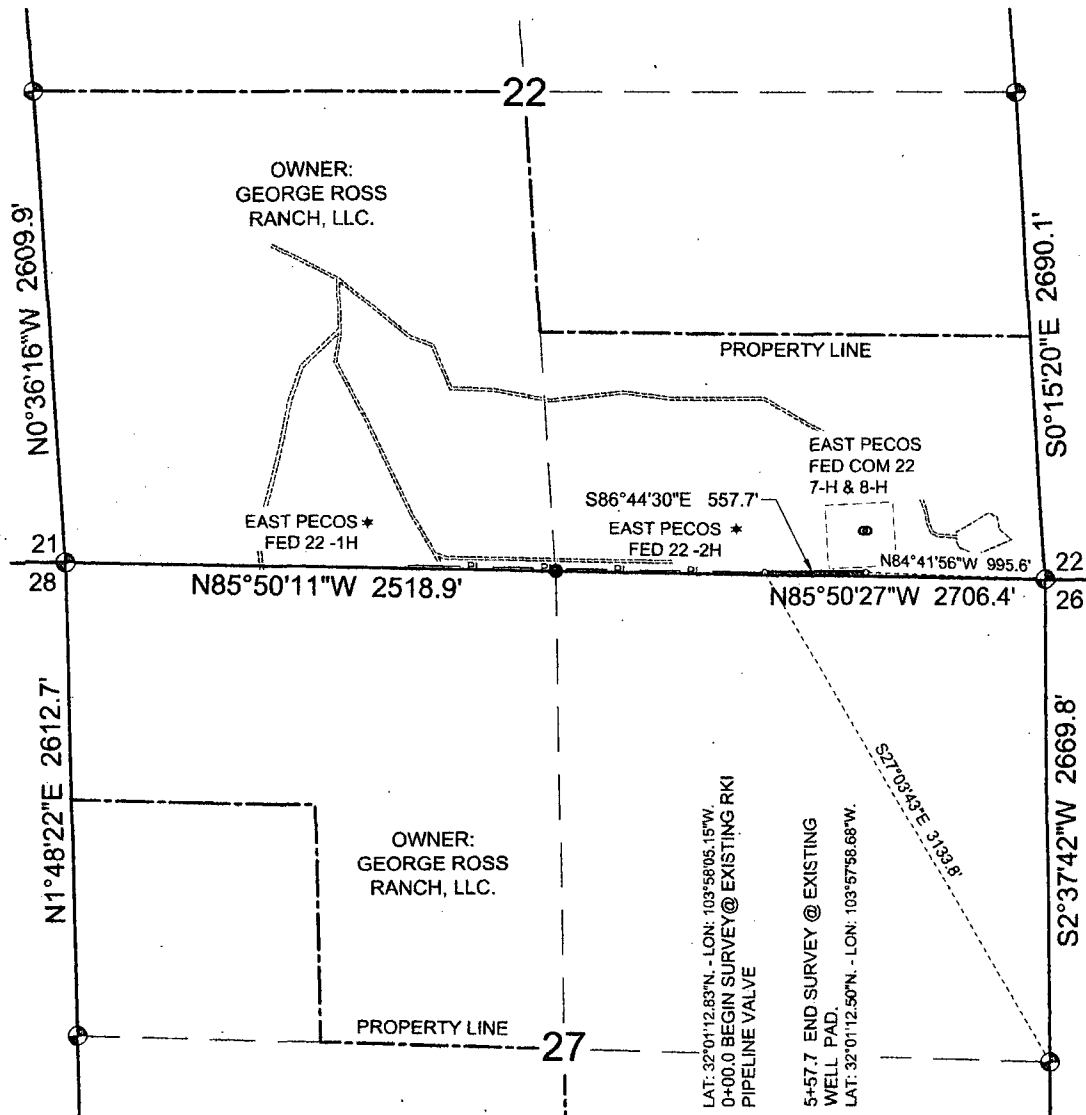 22
OWNER:
GEORGE ROSS
RANCH, LLC.
N0°36'16"W 2609.9'
S0°15'20"E 2690.1'
PROPERTY LINE
EAST PECOS
FED COM 22
7-H & 8-H
S86°44'30"E 557.7'
EAST PECOS *
FED 22 -1H
EAST PECOS *
FED 22 -2H
N84°41'56"W 995.6'
21
28
PL
PL
PL
PL
22
26
N85°50'11"W 2518.9'
N85°50'27"W 2706.4'
N1°48'22"E 2612.7'
S2°37'42"W 2669.8'
S27°03'43"E 3133.8'
OWNER:
GEORGE ROSS
RANCH, LLC.
LAT: 32°01'12.83"N. - LON: 103°58'05.15"W.
0+00.0 BEGIN SURVEY @ EXISTING RKI
PIPELINE VALVE
5+57.7 END SURVEY @ EXISTING
WELL PAD.
LAT: 32°01'12.50"N. - LON: 103°57'58.68"W.
PROPERTY LINE
27